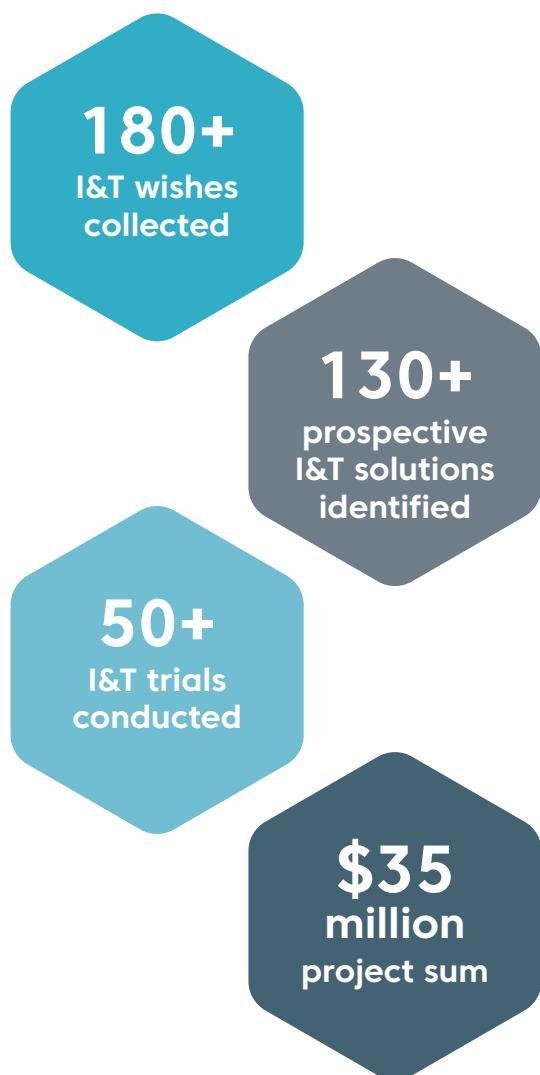 180+
I&T wishes
collected
130+
prospective
I&T solutions
identified
50+
I&T trials
conducted
$35
million
project sum